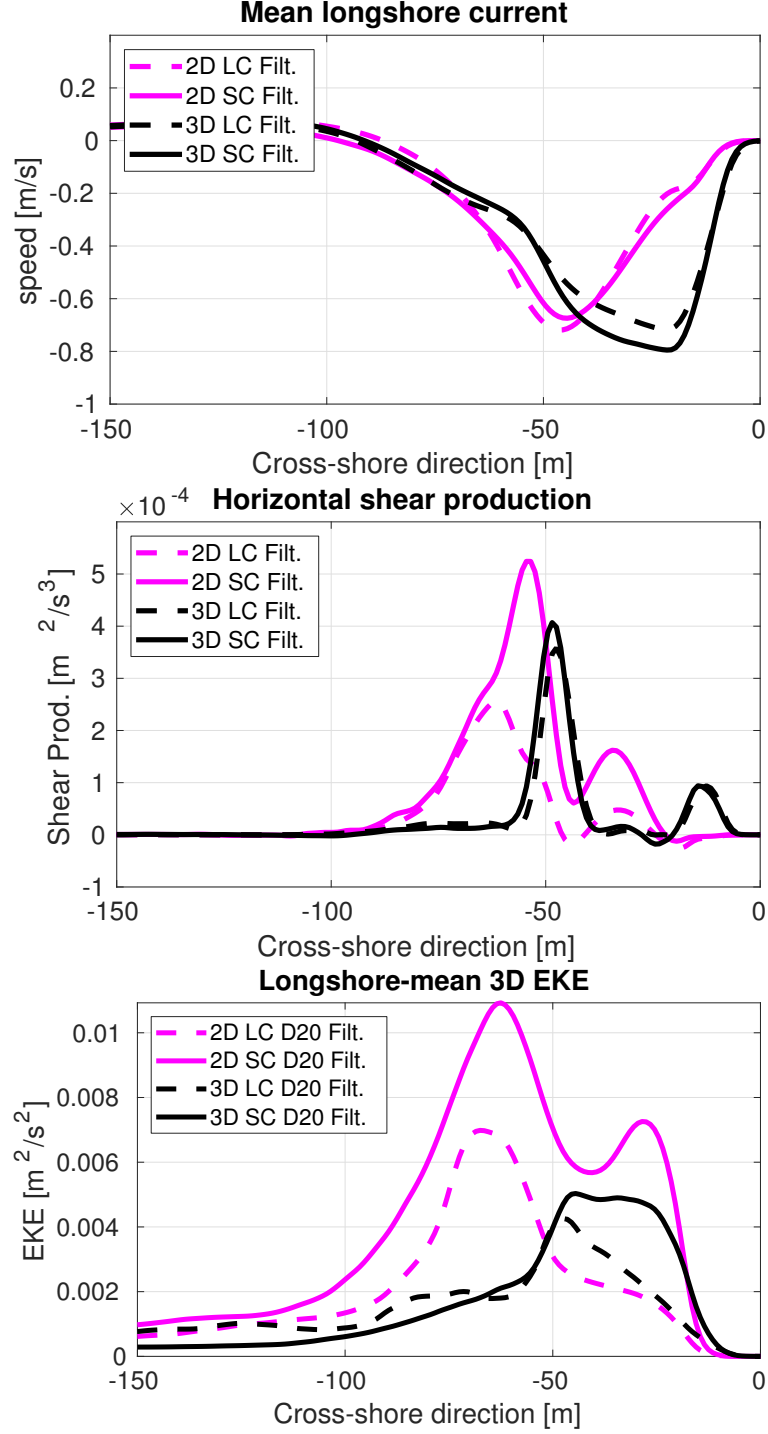 Mean longshore current
2D LC Filt.
2D SC Filt.
3D LC Filt.
3D SC Filt.
0.2
0
-0.2
-0.4
-0.6
-0.8
-1
speed [m/s]
-150
-100
-50
0
Cross-shore direction [m]
×10⁻⁴
Horizontal shear production
2D LC Filt.
2D SC Filt.
3D LC Filt.
3D SC Filt.
5
4
3
2
1
0
-1
Shear Prod. [m ²/s³]
-150
-100
-50
0
Cross-shore direction [m]
Longshore-mean 3D EKE
2D LC D20 Filt.
2D SC D20 Filt.
3D LC D20 Filt.
3D SC D20 Filt.
0.01
0.008
0.006
0.004
0.002
0
EKE [m ²/s²]
-150
-100
-50
0
Cross-shore direction [m]